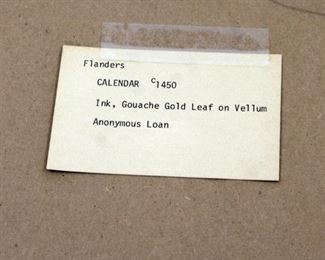 Flanders
CALENDAR c1450
Ink, Gouache Gold Leaf on Vellum
Anonymous Loan